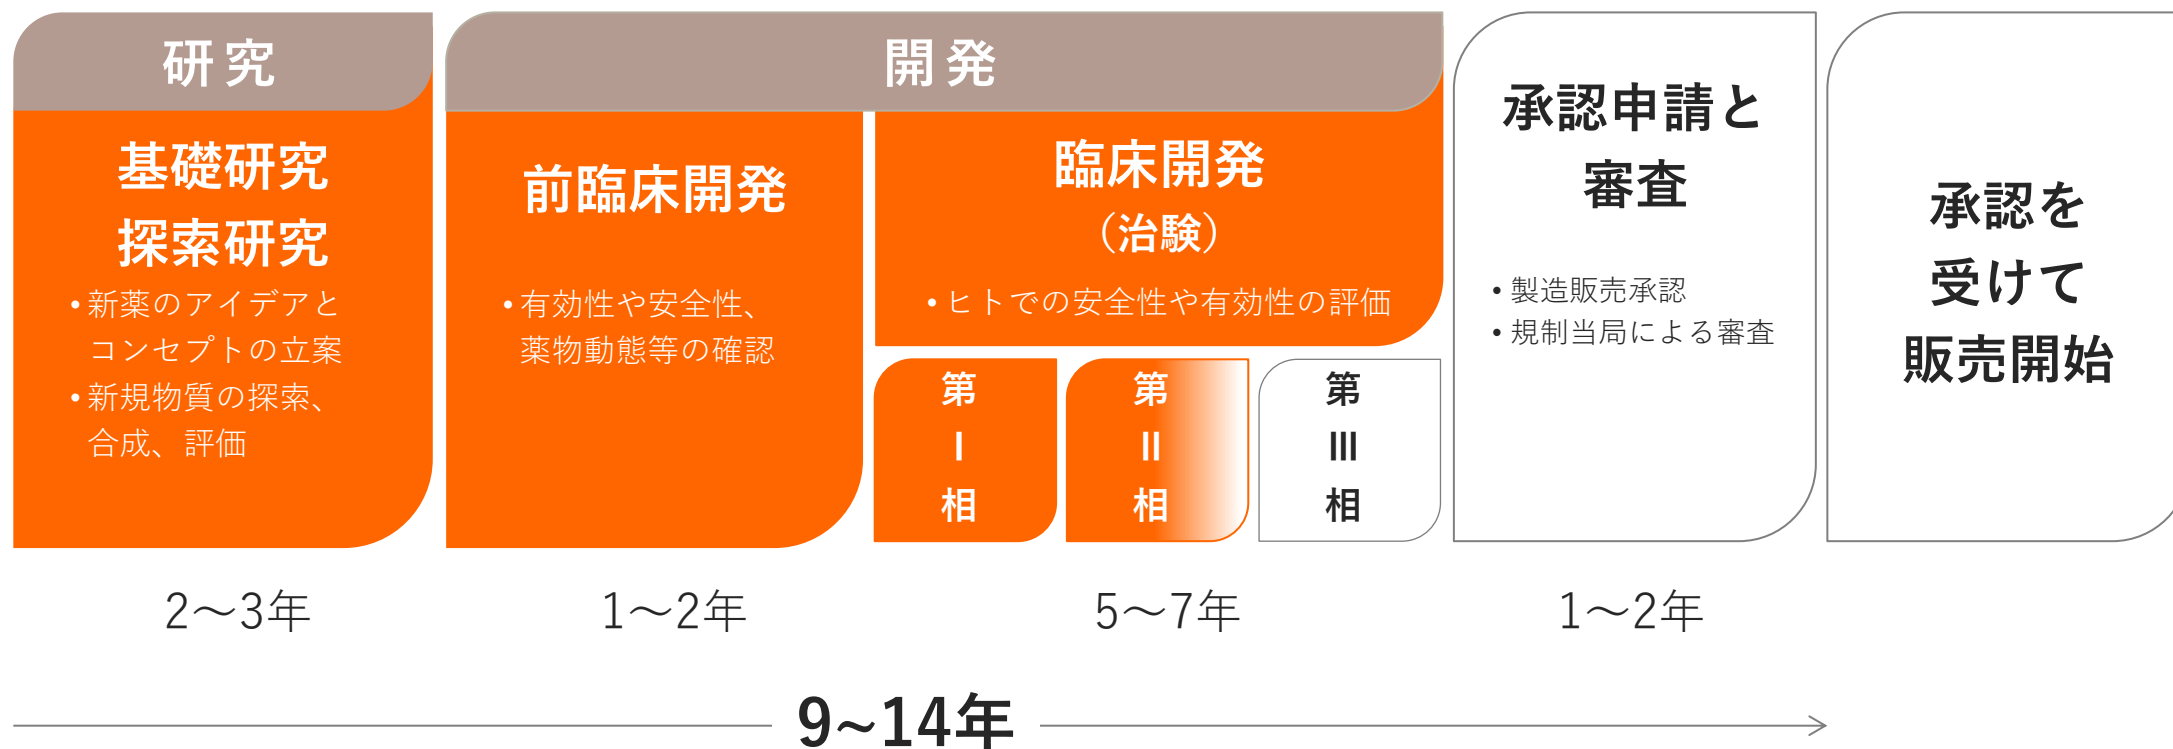 研究
開発
基礎研究
探索研究
• 新薬のアイデアと
コンセプトの立案
• 新規物質の探索、
合成、評価
前臨床開発
• 有効性や安全性、
薬物動態等の確認
臨床開発
（治験）
• ヒトでの安全性や有効性の評価
第
Ⅰ
相
第
Ⅱ
相
第
Ⅲ
相
承認申請と
審査
• 製造販売承認
• 規制当局による審査
承認を
受けて
販売開始
2～3年
1～2年
5～7年
1～2年
9~14年